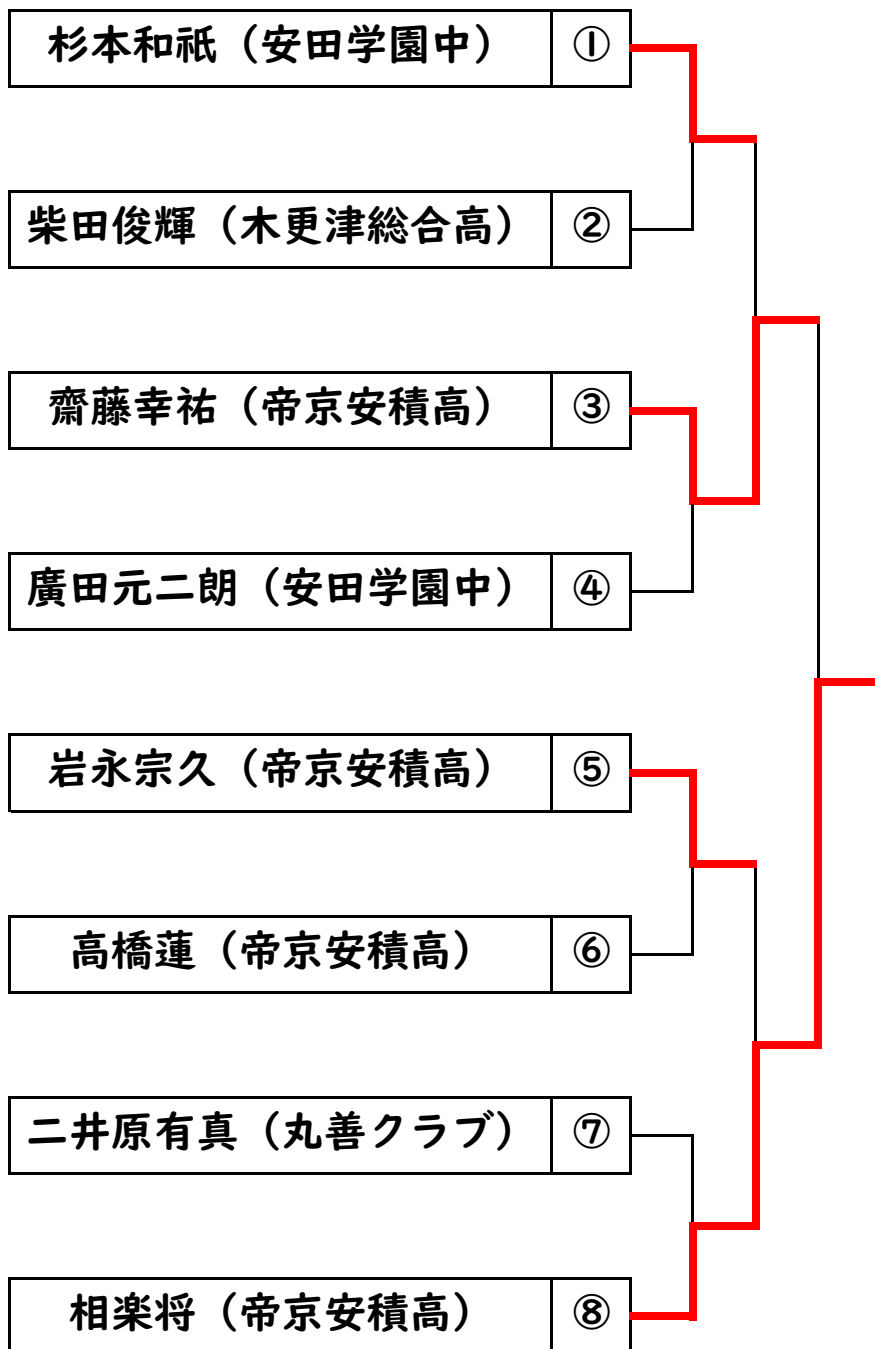 杉本和祇（安田学園中） ①
柴田俊輝（木更津総合高） ②
齋藤幸祐（帝京安積高） ③
廣田元二朗（安田学園中） ④
岩永宗久（帝京安積高） ⑤
高橋蓮（帝京安積高） ⑥
二井原有真（丸善クラブ） ⑦
相楽将（帝京安積高） ⑧